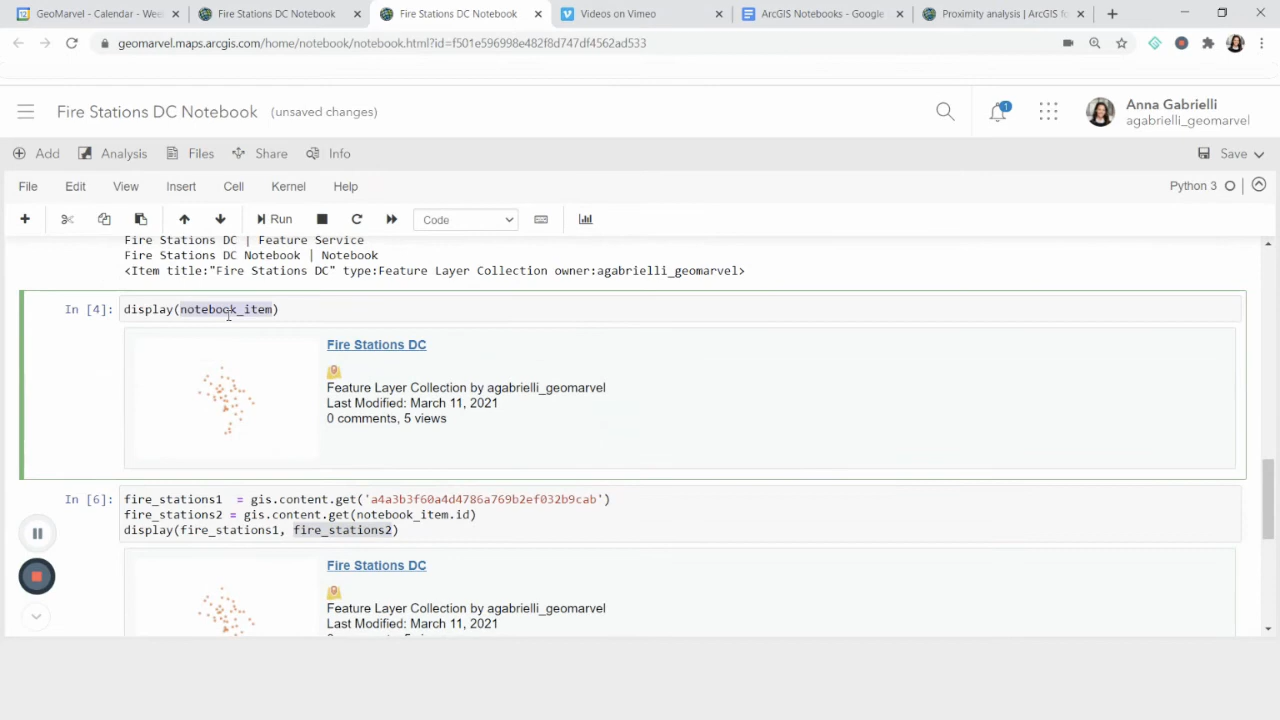 GeoMarvel - Calendar - Wee
Fire Stations DC Notebook
Fire Stations DC Notebook
Videos on Vimeo
ArcGIS Notebooks - Google
Proximity analysis | ArcGIS fo
geomarvel.maps.arcgis.com/home/notebook/notebook.html?id=f501e596998e482f8d747df4562ad533
Fire Stations DC Notebook (unsaved changes)
1
Anna Gabrielli
agabrielli_geomarvel
Add Analysis Files Share Info Save
File Edit View Insert Cell Kernel Help Python 3
Run Code
Fire Stations DC | Feature Service
Fire Stations DC Notebook | Notebook
<Item title:"Fire Stations DC" type:Feature Layer Collection owner:agabrielli_geomarvel>
In [4]: display(notebook_item)
Fire Stations DC
Feature Layer Collection by agabrielli_geomarvel
Last Modified: March 11, 2021
0 comments, 5 views
In [6]: fire_stations1  = gis.content.get('a4a3b3f60a4d4786a769b2ef032b9cab')
fire_stations2 = gis.content.get(notebook_item.id)
display(fire_stations1, fire_stations2)
Fire Stations DC
Feature Layer Collection by agabrielli_geomarvel
Last Modified: March 11, 2021